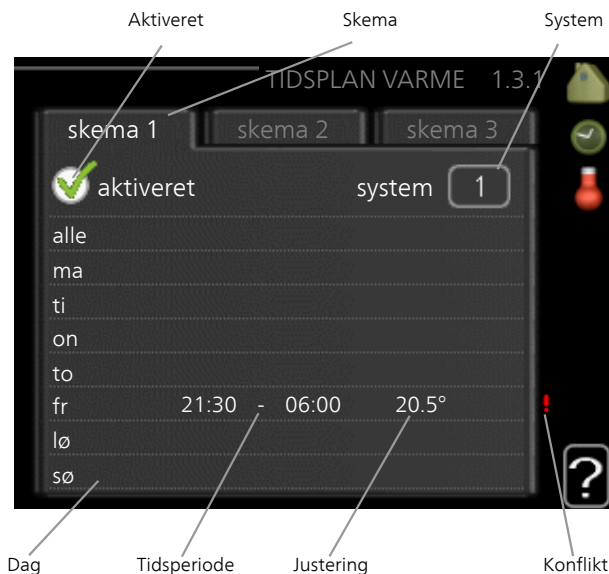 Aktiveret Skema System
TIDSPLAN VARME 1.3.1
skema 1 skema 2 skema 3
aktiveret system 1
alle
ma
ti
on
to
fr 21:30 - 06:00 20.5° !
lø
sø
?
Dag Tidsperiode Justering Konflikt